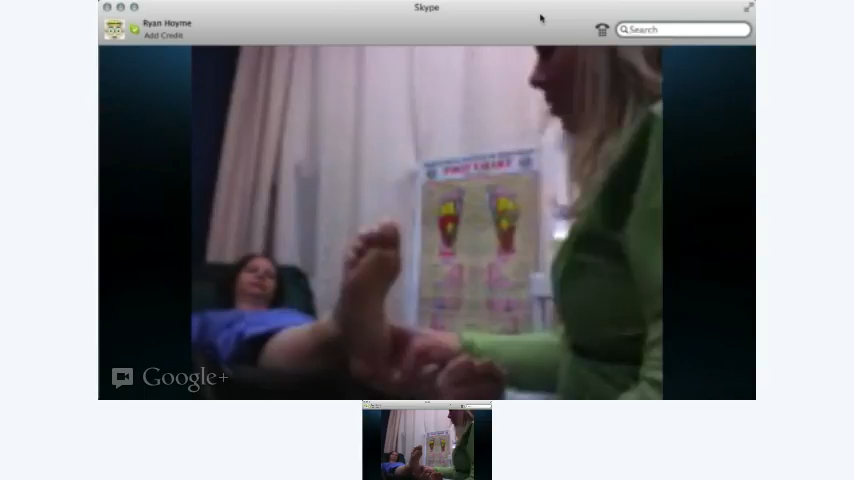 Skype
Ryan Hoyme
Add Credit
Search
FOOT CHART
Google+